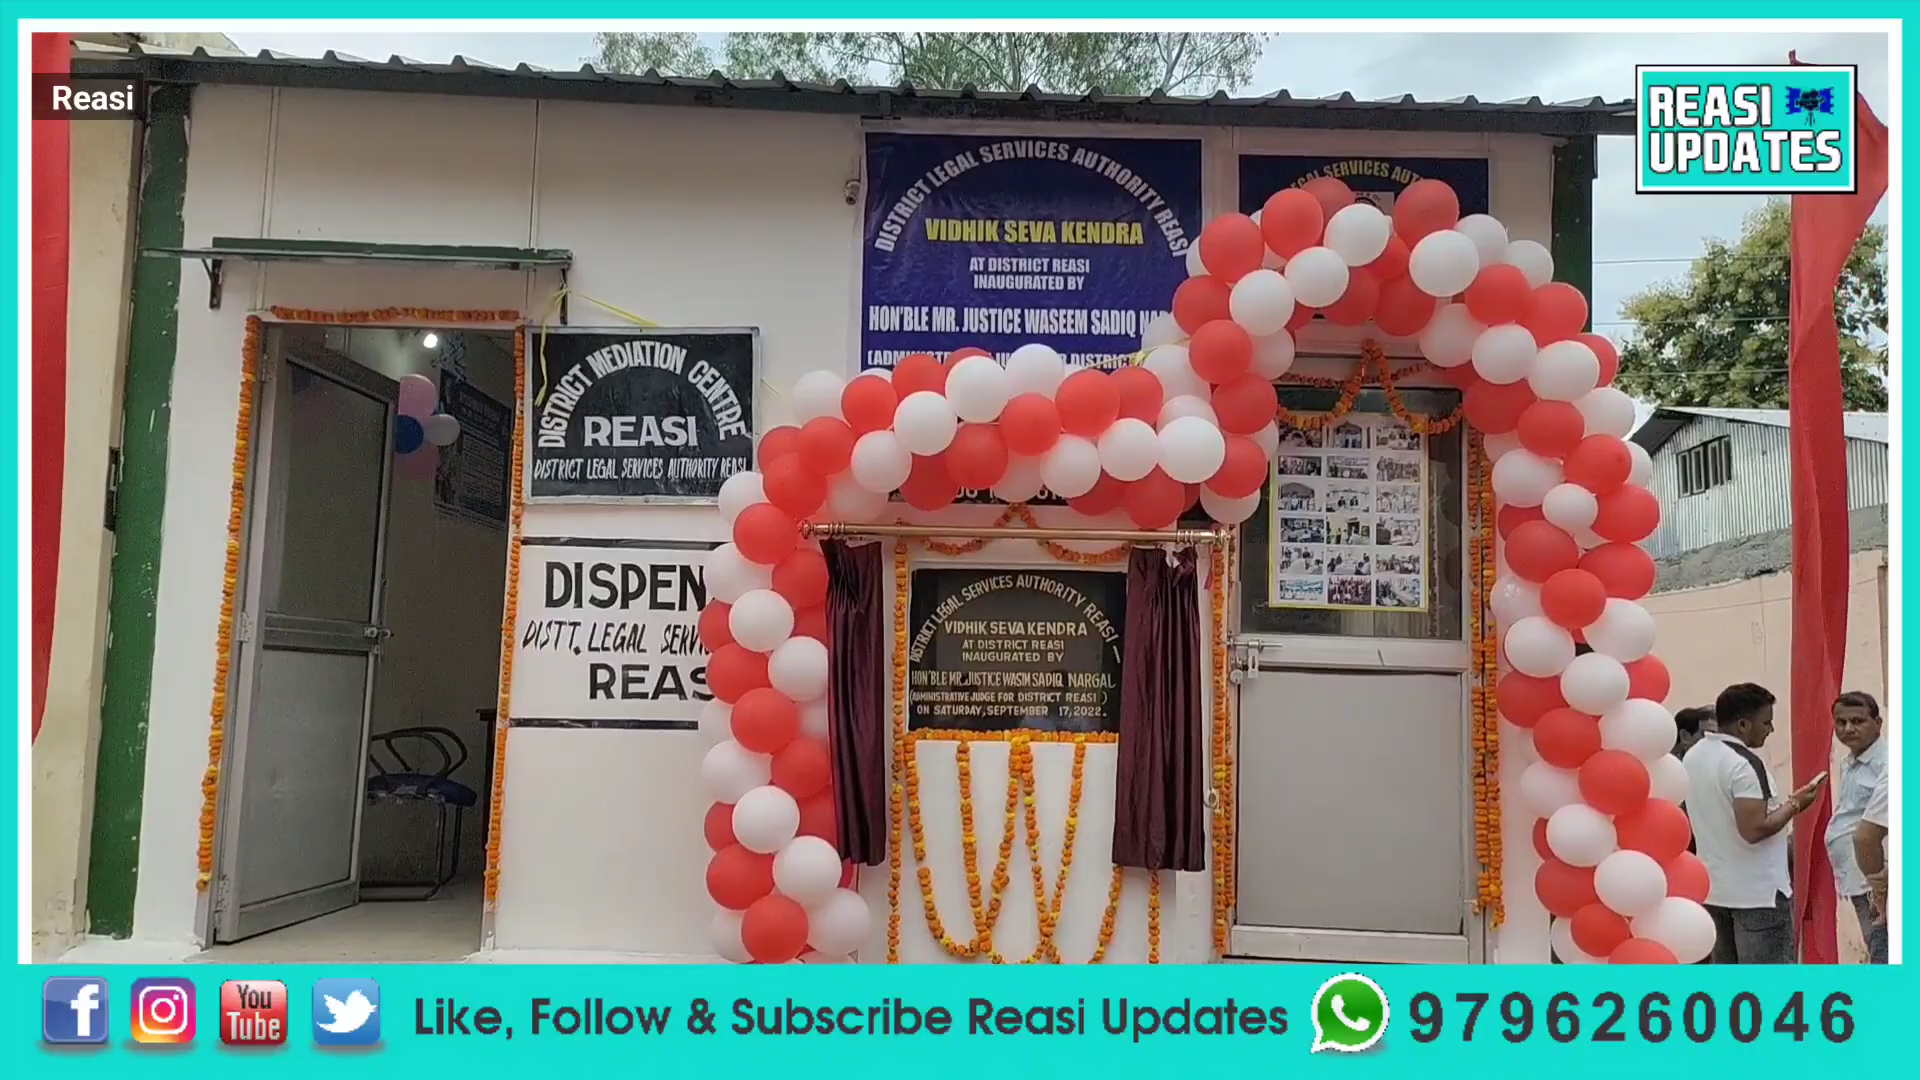 Reasi
REASI
UPDATES
DISTRICT LEGAL SERVICES AUTHORITY REASI
VIDHIK SEVA KENDRA
AT DISTRICT REASI
INAUGURATED BY
HON'BLE MR. JUSTICE WASEEM SADIQ
DISTRICT MEDIATION CENTRE
REASI
DISTRICT LEGAL SERVICES AUTHORITY REASI
DISTT. LEGAL
DISTRICT LEGAL SERVICES AUTHORITY REASI
VIDHIK SEVA KENDRA
AT DISTRICT REASI
INAUGURATED BY
HON'BLE MR. JUSTICE WASIM SADIQ NARGAL
(ADMINISTRATIVE JUDGE FOR DISTRICT REASI)
ON SATURDAY, SEPTEMBER 17, 2022.
You
Tube
Like, Follow & Subscribe Reasi Updates
9796260046